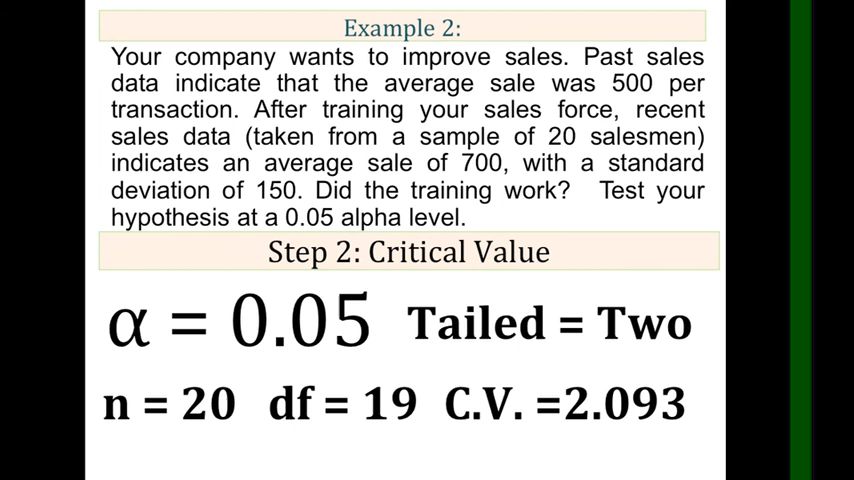 Example 2:
Your company wants to improve sales. Past sales
data indicate that the average sale was 500 per
transaction. After training your sales force, recent
sales data (taken from a sample of 20 salesmen)
indicates an average sale of 700, with a standard
deviation of 150. Did the training work? Test your
hypothesis at a 0.05 alpha level.
Step 2: Critical Value
α = 0.05 Tailed = Two
n = 20 df = 19 C.V. =2.093